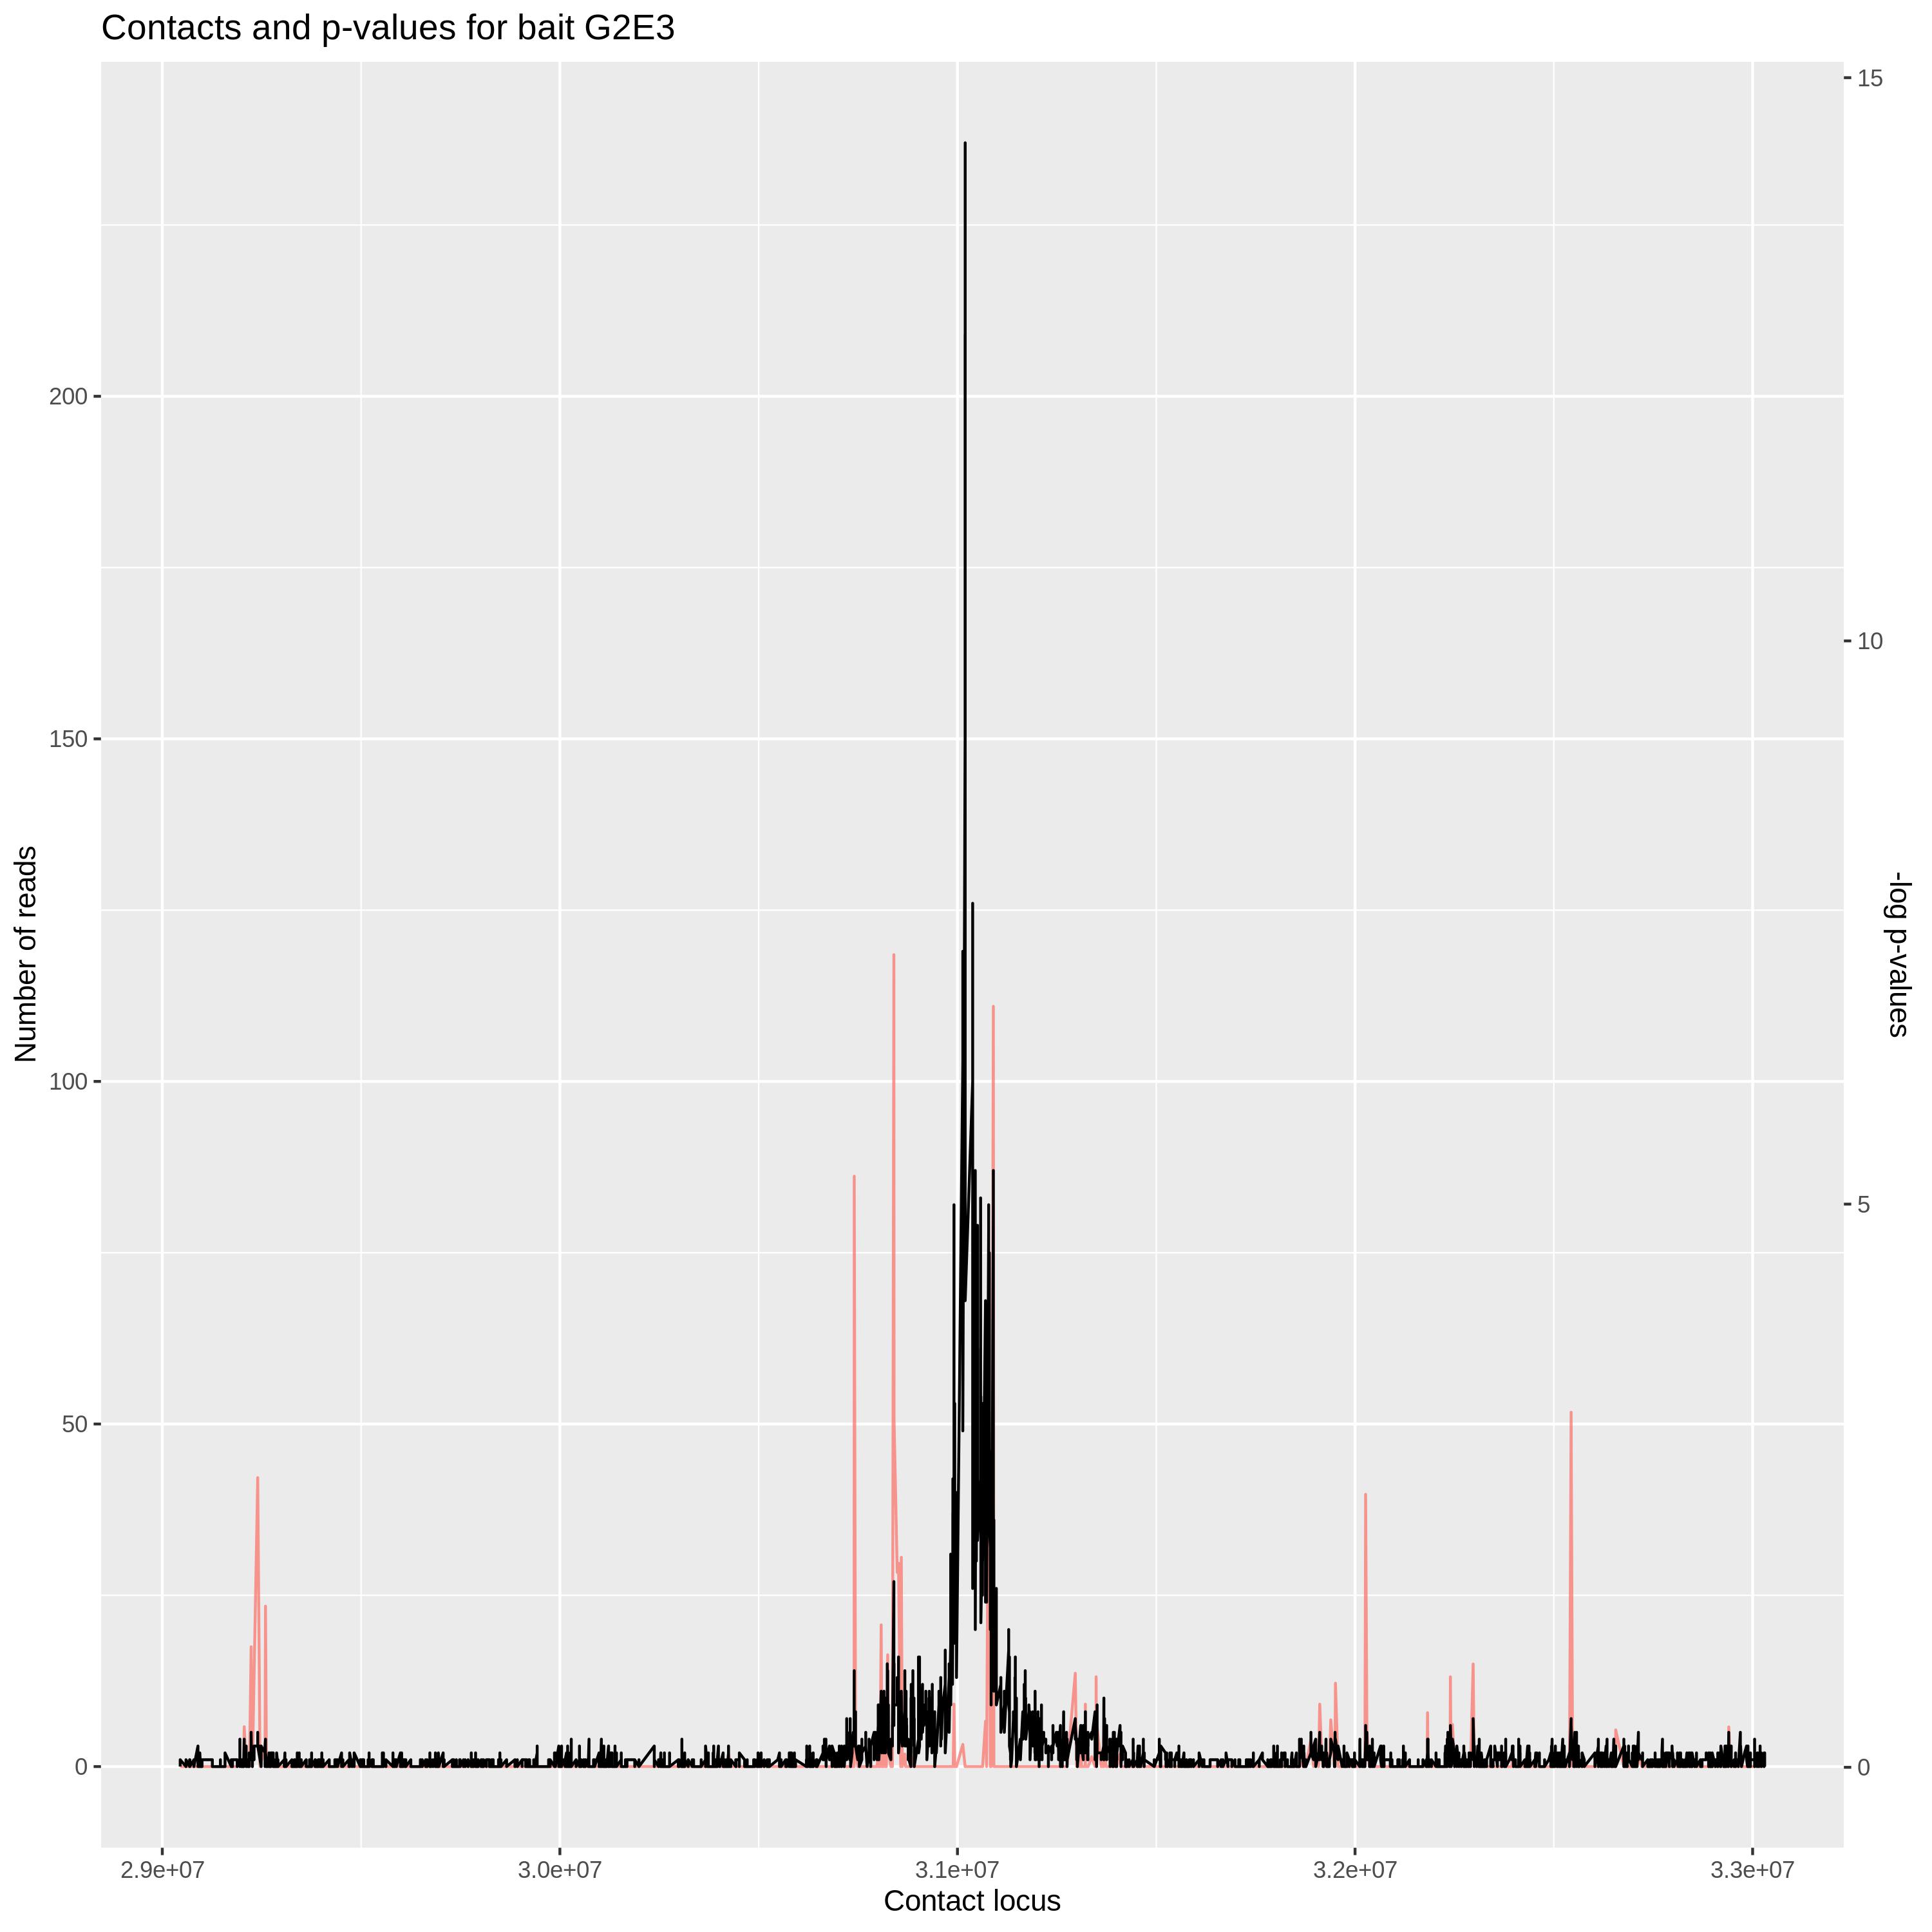 Contacts and p-values for bait G2E3
15
200
10
150
Number of reads
-log p-values
100
5
50
0
0
2.9e+07 3.0e+07 3.1e+07 3.2e+07 3.3e+07
Contact locus